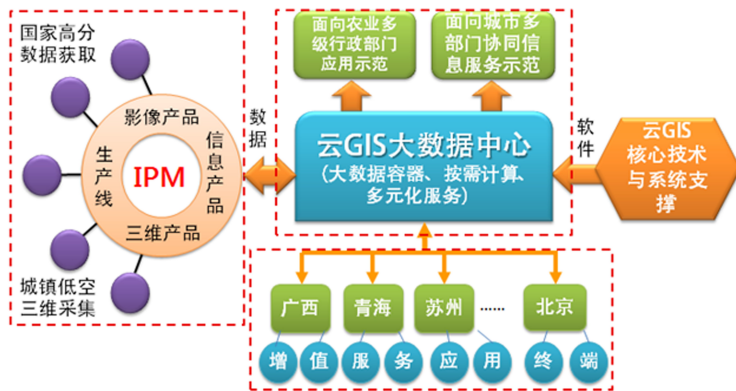 国家高分
数据获取
影像产品
信息产品
生产线
IPM
三维产品
城镇低空
三维采集
数据
面向农业多
级行政部门
应用示范
面向城市多
部门协同信
息服务示范
云GIS大数据中心
(大数据容器、按需计算、
多元化服务)
软件
云GIS
核心技术
与系统支
撑
广西 青海 苏州 …… 北京
增 值 服 务 应 用 终 端